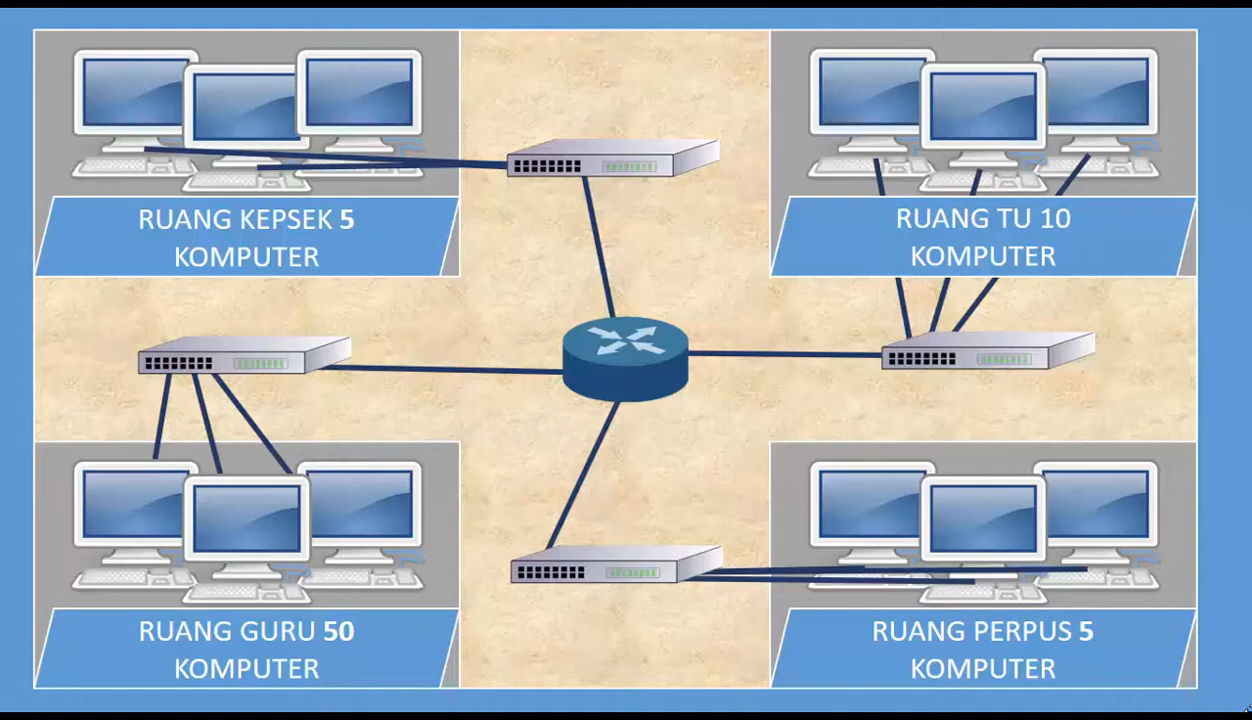 RUANG KEPSEK 5
KOMPUTER
RUANG TU 10
KOMPUTER
RUANG GURU 50
KOMPUTER
RUANG PERPUS 5
KOMPUTER